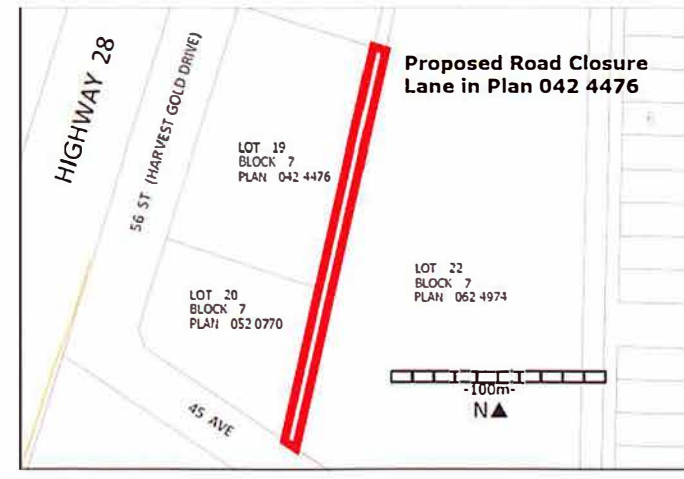 HIGHWAY 28
56 ST (HARVEST GOLD DRIVE)
Proposed Road Closure
Lane in Plan 042 4476
LOT 19
BLOCK 7
PLAN 042 4476
LOT 20
BLOCK 7
PLAN 052 0770
LOT 22
BLOCK 7
PLAN 062 4974
-100m-
N▲
45 AVE